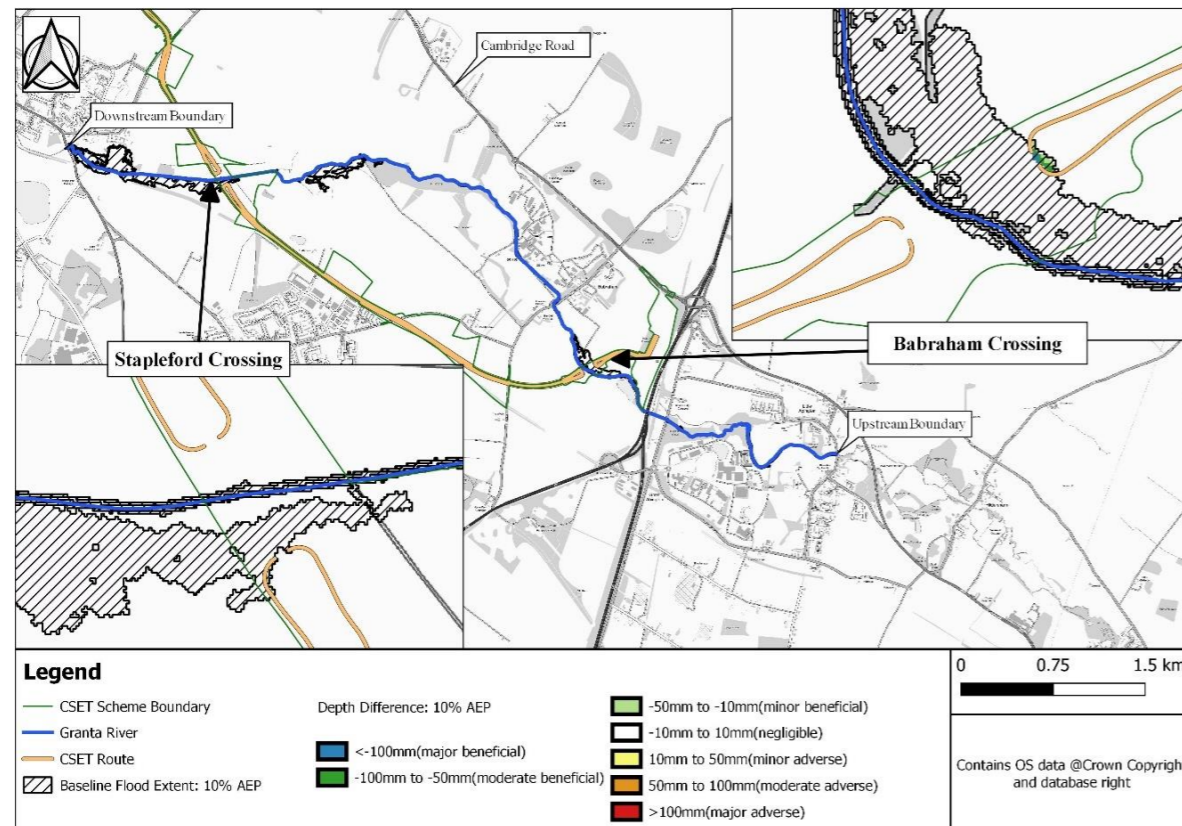 Cambridge Road
Downstream Boundary
Stapleford Crossing
Babraham Crossing
Upstream Boundary
Babraham
Legend
CSET Scheme Boundary
Granta River
CSET Route
Baseline Flood Extent: 10% AEP
Depth Difference: 10% AEP
<-100mm(major beneficial)
-100mm to -50mm(moderate beneficial)
-50mm to -10mm(minor beneficial)
-10mm to 10mm(negligible)
10mm to 50mm(minor adverse)
50mm to 100mm(moderate adverse)
>100mm(major adverse)
0 0.75 1.5 km
Contains OS data @Crown Copyrigh
and database right